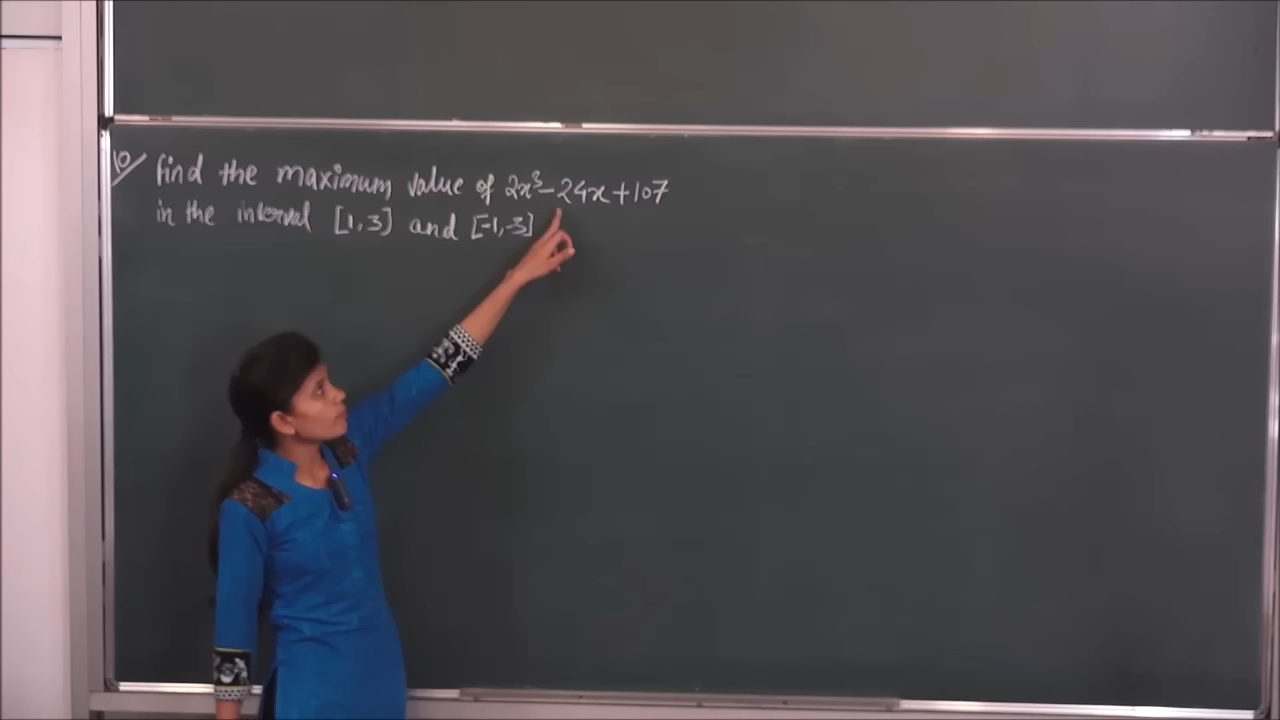 10/ find the maximum value of 2x³-24x+107
in the interval [1,3] and [-1,-3]